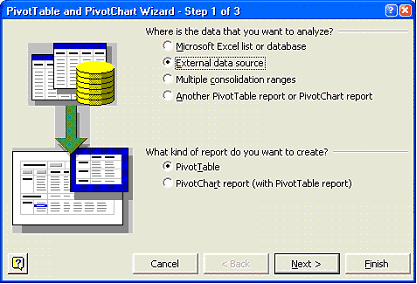 PivotTable and PivotChart Wizard - Step 1 of 3
Where is the data that you want to analyze?
Microsoft Excel list or database
External data source
Multiple consolidation ranges
Another PivotTable report or PivotChart report
What kind of report do you want to create?
PivotTable
PivotChart report (with PivotTable report)
Cancel
< Back
Next >
Finish